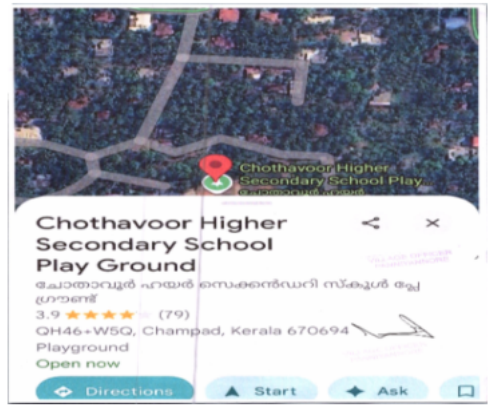 Chothavoor Higher
Secondary School Play
Chothavoor Higher
Secondary School
Play Ground
ചോതാവൂർ ഹയർ സെക്കൻഡറി സ്കൂൾ പ്ലേ
ഗ്രൗണ്ട്
3.9 (79)
QH46+W5Q, Champad, Kerala 670694
Playground
Open now
Directions
Start
Ask